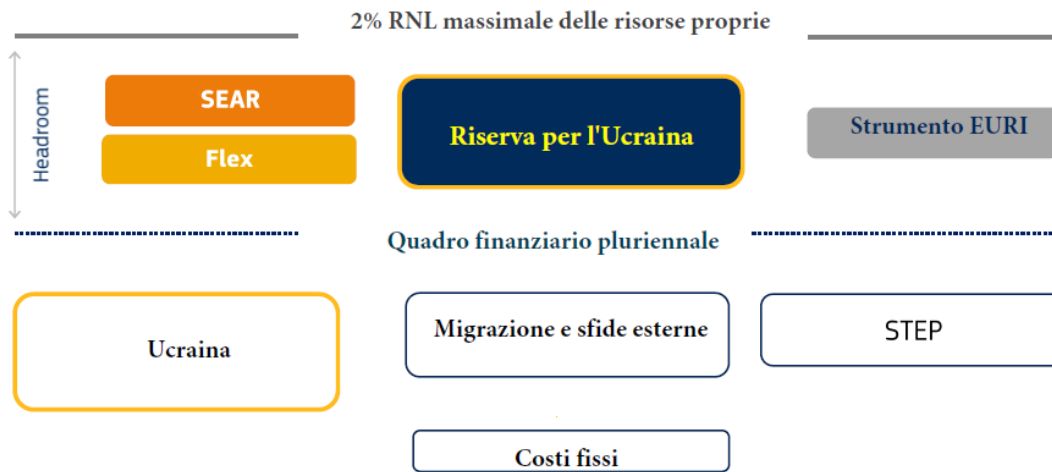 2% RNL massimale delle risorse proprie
Headroom
SEAR
Flex
Riserva per l'Ucraina
Strumento EURI
Quadro finanziario pluriennale
Ucraina
Migrazione e sfide esterne
STEP
Costi fissi